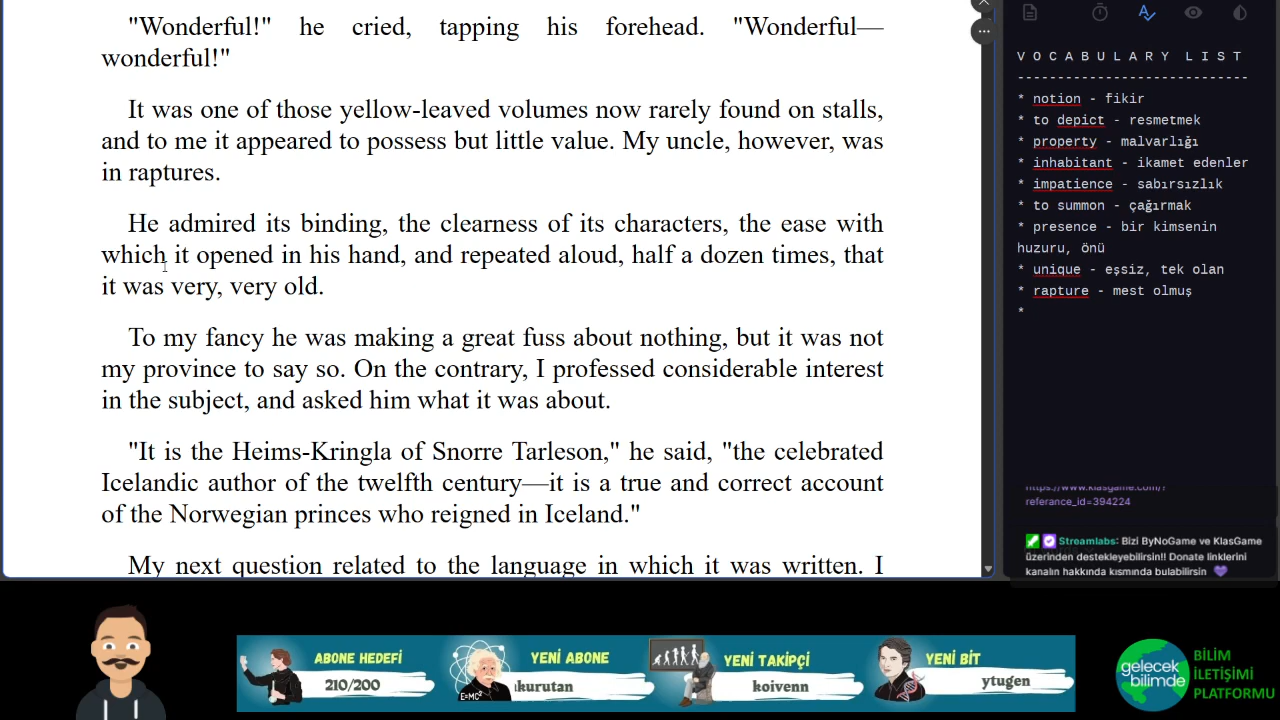 "Wonderful!" he cried, tapping his forehead. "Wonderful—
wonderful!"
It was one of those yellow-leaved volumes now rarely found on stalls,
and to me it appeared to possess but little value. My uncle, however, was
in raptures.
He admired its binding, the clearness of its characters, the ease with
which it opened in his hand, and repeated aloud, half a dozen times, that
it was very, very old.
To my fancy he was making a great fuss about nothing, but it was not
my province to say so. On the contrary, I professed considerable interest
in the subject, and asked him what it was about.
"It is the Heims-Kringla of Snorre Tarleson," he said, "the celebrated
Icelandic author of the twelfth century—it is a true and correct account
of the Norwegian princes who reigned in Iceland."
My next question related to the language in which it was written. I
VOCABULARY LIST
-----------------------------
* notion - fikir
* to depict - resmetmek
* property - malvarlığı
* inhabitant - ikamet edenler
* impatience - sabırsızlık
* to summon - çağırmak
* presence - bir kimsenin
huzuru, önü
* unique - eşsiz, tek olan
* rapture - mest olmuş
*
https://www.klasgame.com/?
referance_id=394224
Streamlabs: Bizi ByNoGame ve KlasGame
üzerinden destekleyebilirsin!! Donate linklerini
kanalın hakkında kısmında bulabilirsin
ABONE HEDEFİ
210/200
E=MC²
YENİ ABONE
kurutan
YENİ TAKİPÇİ
koivenn
YENİ BİT
ytugen
gelecek
bilimde
BİLİM
İLETİŞİMİ
PLATFORMU